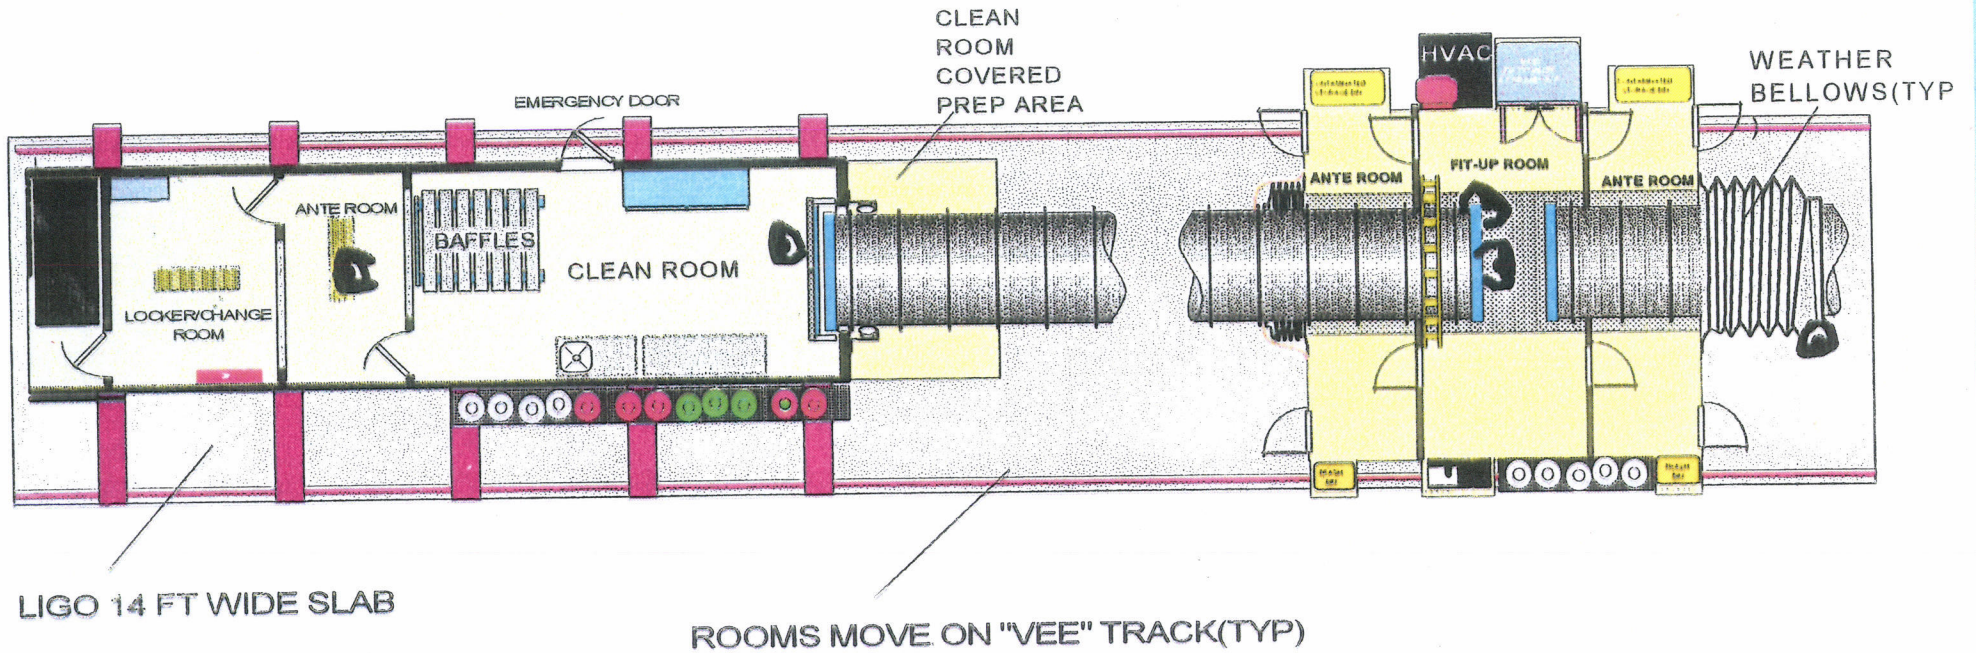 CLEAN
ROOM
COVERED
PREP AREA
HVAC
WEATHER
BELLOWS(TYP
EMERGENCY DOOR
ANTE ROOM
FIT-UP ROOM
ANTE ROOM
ANTE ROOM
BAFFLES
CLEAN ROOM
LOCKER/CHANGE
ROOM
LIGO 14 FT WIDE SLAB
ROOMS MOVE ON "VEE" TRACK(TYP)